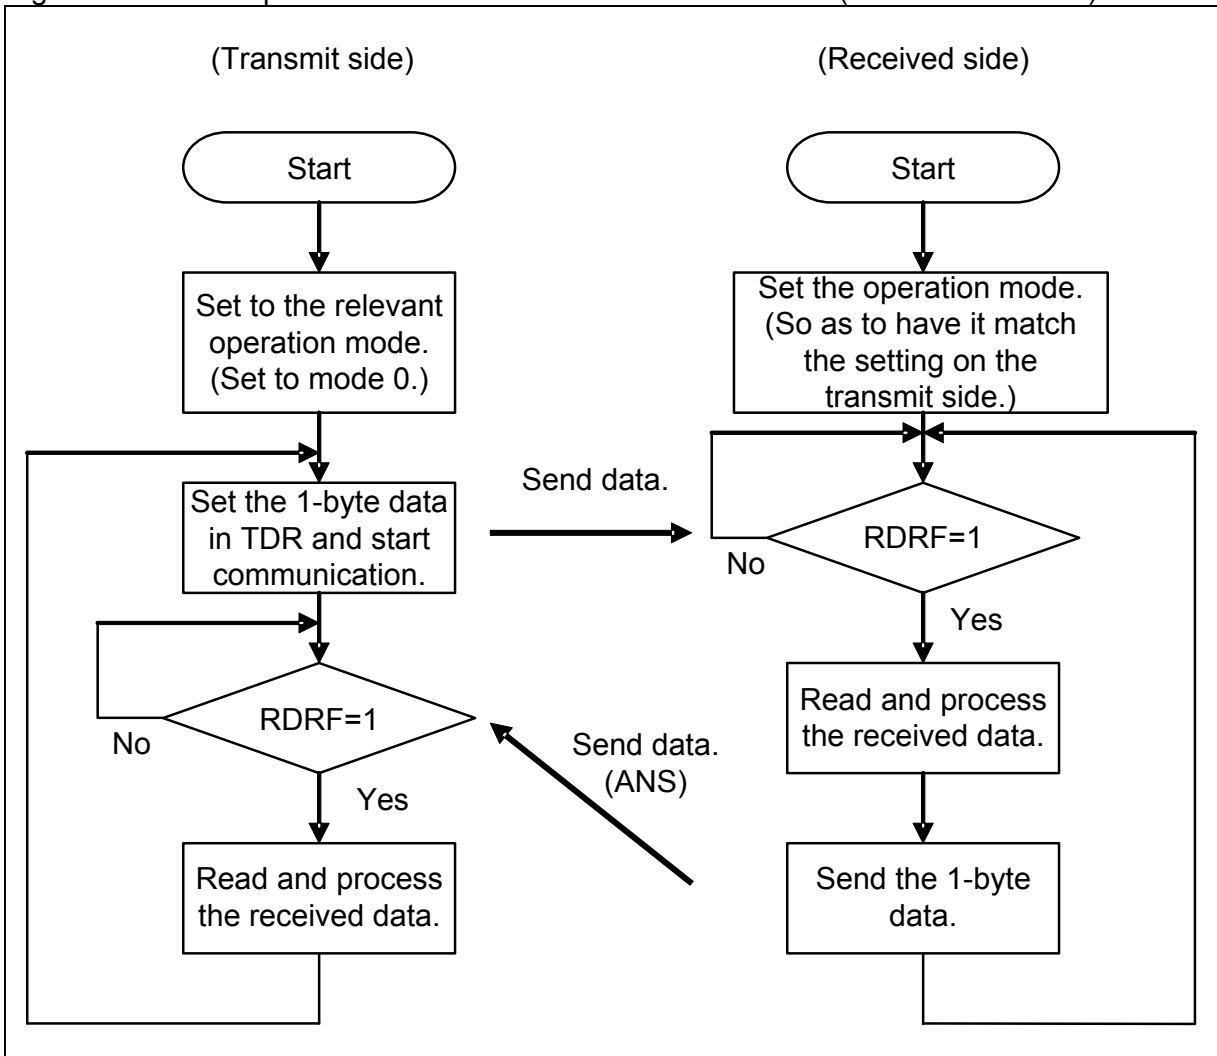 (Transmit side)
(Received side)
Start
Start
Set to the relevant
operation mode.
(Set to mode 0.)
Set the operation mode.
(So as to have it match
the setting on the
transmit side.)
Send data.
Set the 1-byte data
in TDR and start
communication.
RDRF=1
No
Yes
RDRF=1
No
Yes
Read and process
the received data.
Send data.
(ANS)
Read and process
the received data.
Send the 1-byte
data.